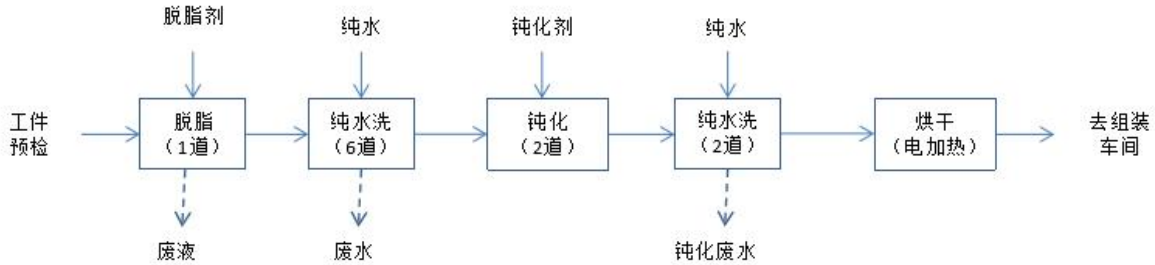 脱脂剂
纯水
钝化剂
纯水
工件
预检
脱脂
（1道）
纯水洗
（6道）
钝化
（2道）
纯水洗
（2道）
烘干
（电加热）
去组装
车间
废液
废水
钝化废水